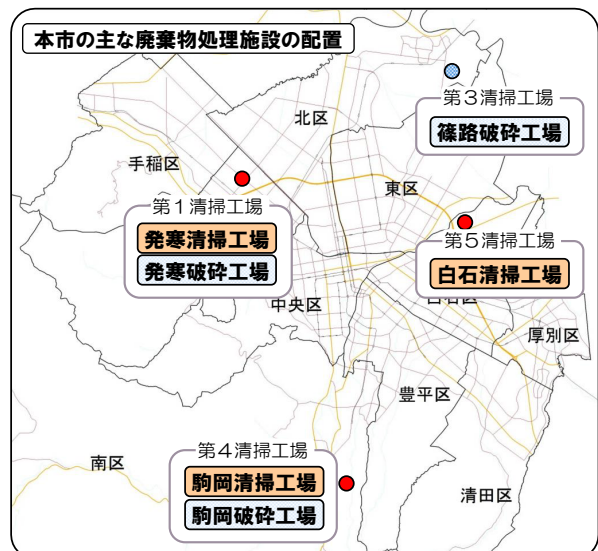 本市の主な廃棄物処理施設の配置
第3清掃工場
篠路破砕工場
北区
手稲区
東区
第1清掃工場
発寒清掃工場
発寒破砕工場
第5清掃工場
白石清掃工場
白石区
中央区
厚別区
豊平区
第4清掃工場
駒岡清掃工場
駒岡破砕工場
南区
清田区